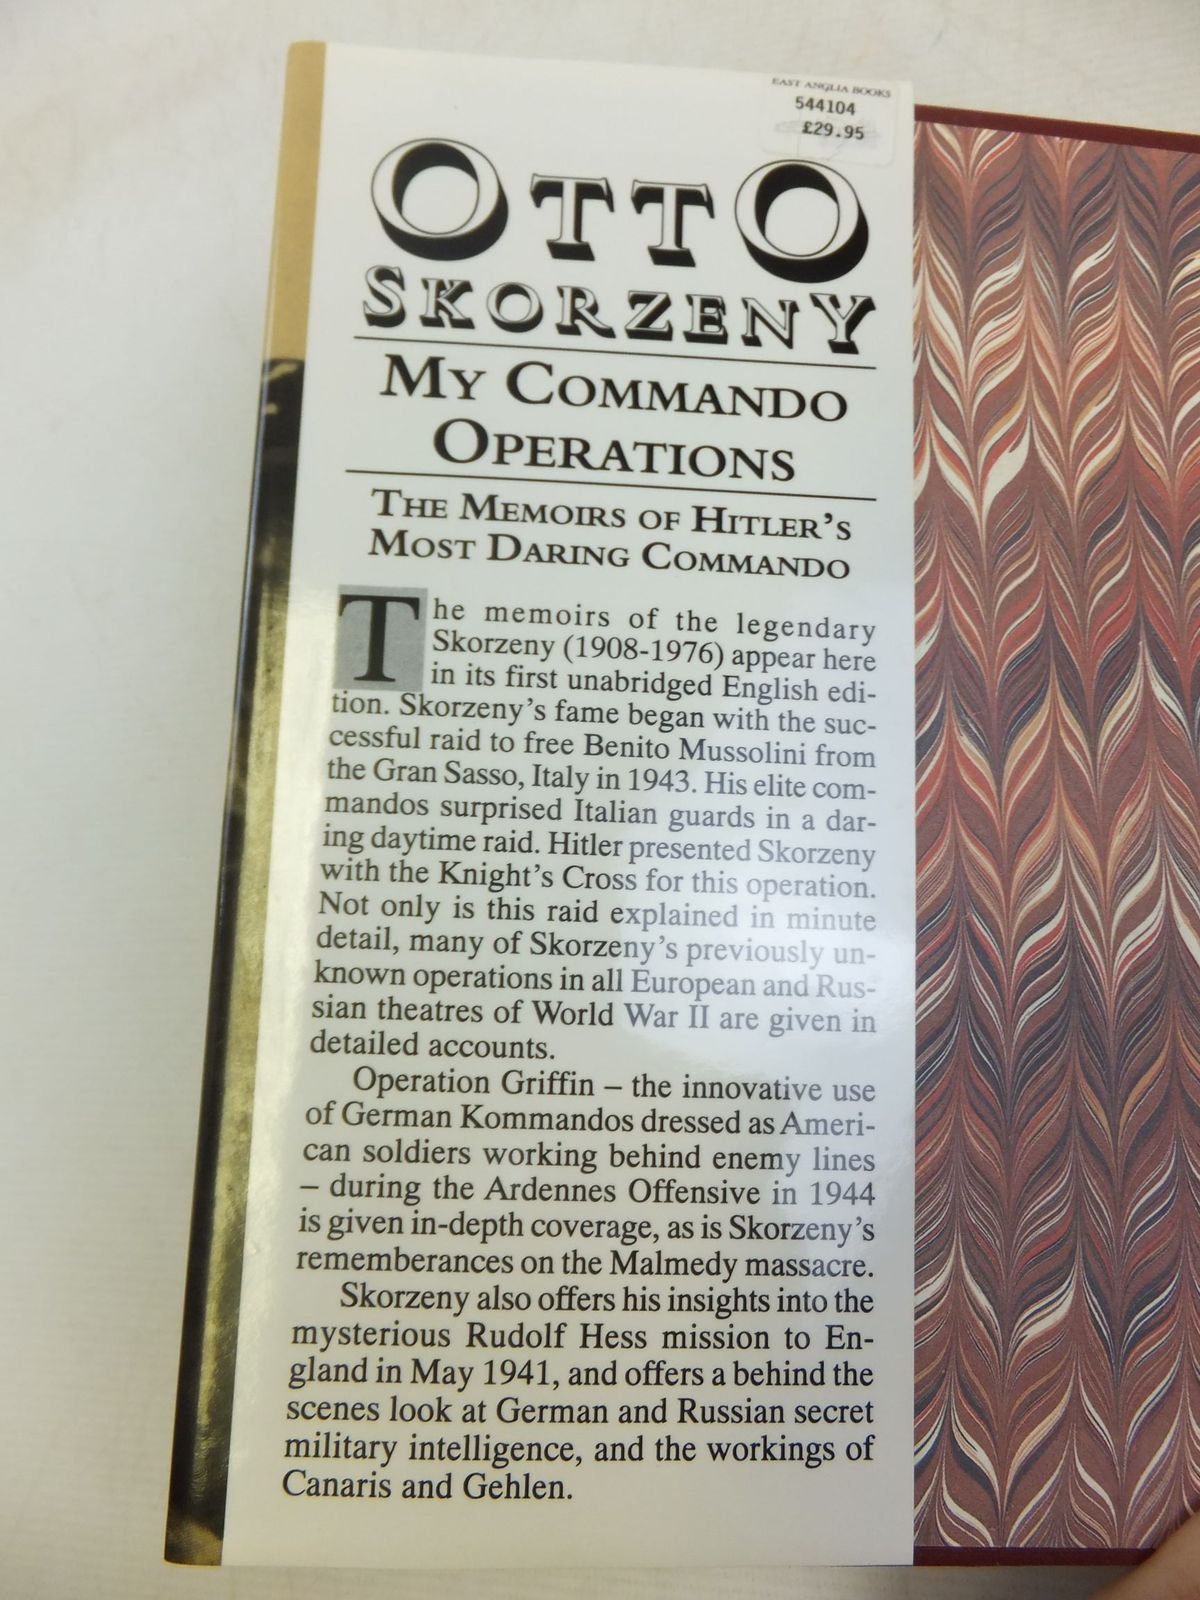 EAST ANGLIA BOOKS
544104
£29.95
OTTO
SKORZENY
MY COMMANDO
OPERATIONS
THE MEMOIRS OF HITLER'S
MOST DARING COMMANDO
The memoirs of the legendary
Skorzeny (1908-1976) appear here
in its first unabridged English edi-
tion. Skorzeny's fame began with the suc-
cessful raid to free Benito Mussolini from
the Gran Sasso, Italy in 1943. His elite com-
mandos surprised Italian guards in a dar-
ing daytime raid. Hitler presented Skorzeny
with the Knight's Cross for this operation.
Not only is this raid explained in minute
detail, many of Skorzeny's previously un-
known operations in all European and Rus-
sian theatres of World War II are given in
detailed accounts.
Operation Griffin – the innovative use
of German Kommandos dressed as Ameri-
can soldiers working behind enemy lines
– during the Ardennes Offensive in 1944
is given in-depth coverage, as is Skorzeny's
rememberances on the Malmedy massacre.
Skorzeny also offers his insights into the
mysterious Rudolf Hess mission to En-
gland in May 1941, and offers a behind the
scenes look at German and Russian secret
military intelligence, and the workings of
Canaris and Gehlen.